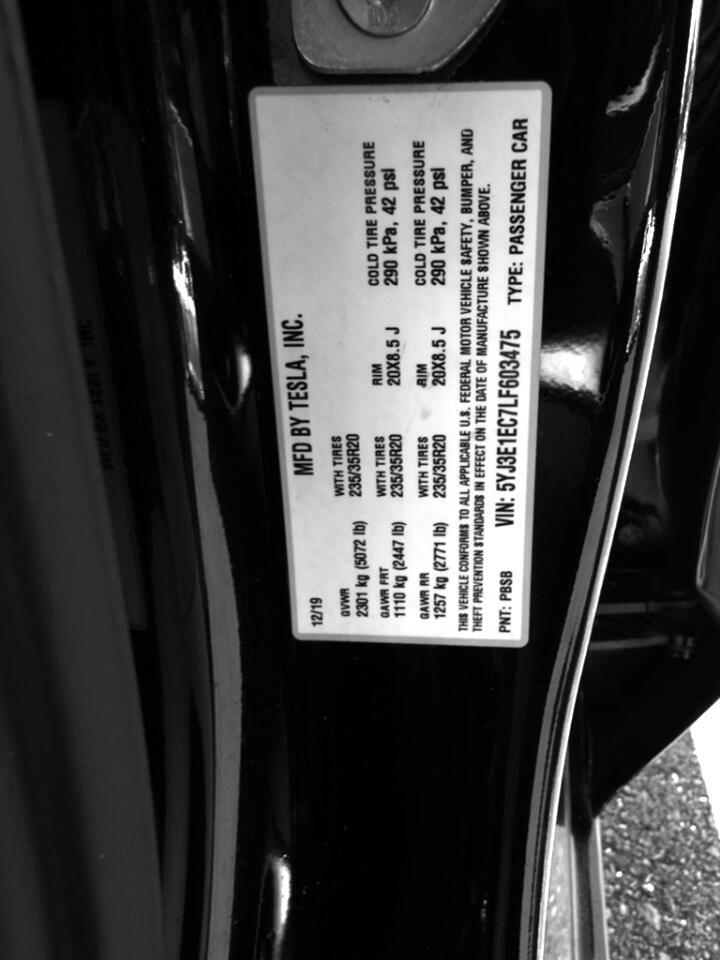 MFD BY TESLA, INC.
12/19
GVWR WITH TIRES
2301 kg (5072 lb) 235/35R20
GAWR FRT WITH TIRES RIM COLD TIRE PRESSURE
1110 kg (2447 lb) 235/35R20 20X8.5 J 290 kPa, 42 psi
GAWR RR WITH TIRES RIM COLD TIRE PRESSURE
1257 kg (2771 lb) 235/35R20 20X8.5 J 290 kPa, 42 psi
THIS VEHICLE CONFORMS TO ALL APPLICABLE U.S. FEDERAL MOTOR VEHICLE SAFETY, BUMPER, AND
THEFT PREVENTION STANDARDS IN EFFECT ON THE DATE OF MANUFACTURE SHOWN ABOVE.
PNT: PBSB VIN: 5YJ3E1EC7LF603475 TYPE: PASSENGER CAR